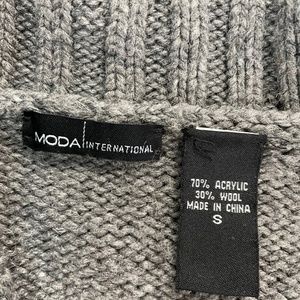 MODA INTERNATIONAL
70% ACRYLIC
30% WOOL
MADE IN CHINA
S